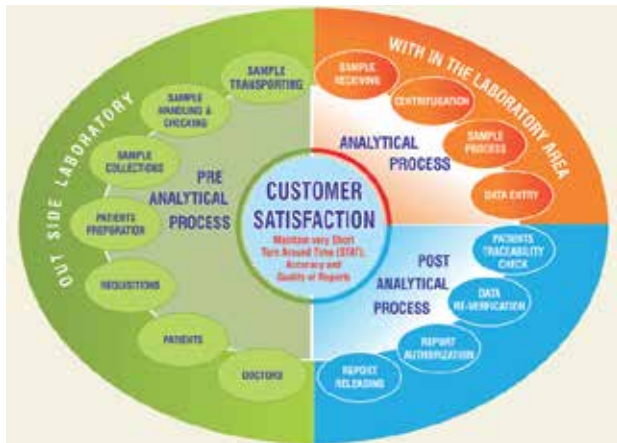 OUT SIDE LABORATORY
SAMPLE
TRANSPORTING
SAMPLE
HANDLING &
CHECKING
SAMPLE
COLLECTIONS
PATIENTS
PREPARATION
REQUISITIONS
PATIENTS
DOCTORS
PRE
ANALYTICAL
PROCESS
WITH IN THE LABORATORY AREA
SAMPLE
RECEIVING
CENTRIFUGATION
SAMPLE
PROCESS
DATA ENTRY
ANALYTICAL
PROCESS
CUSTOMER
SATISFACTION
Maintain very Short
Turn Around Time (STAT),
Accuracy and
Quality of Reports
POST
ANALYTICAL
PROCESS
PATIENTS
TRACEABILITY
CHECK
DATA
RE-VERIFICATION
REPORT
AUTHORIZATION
REPORT
RELEASING